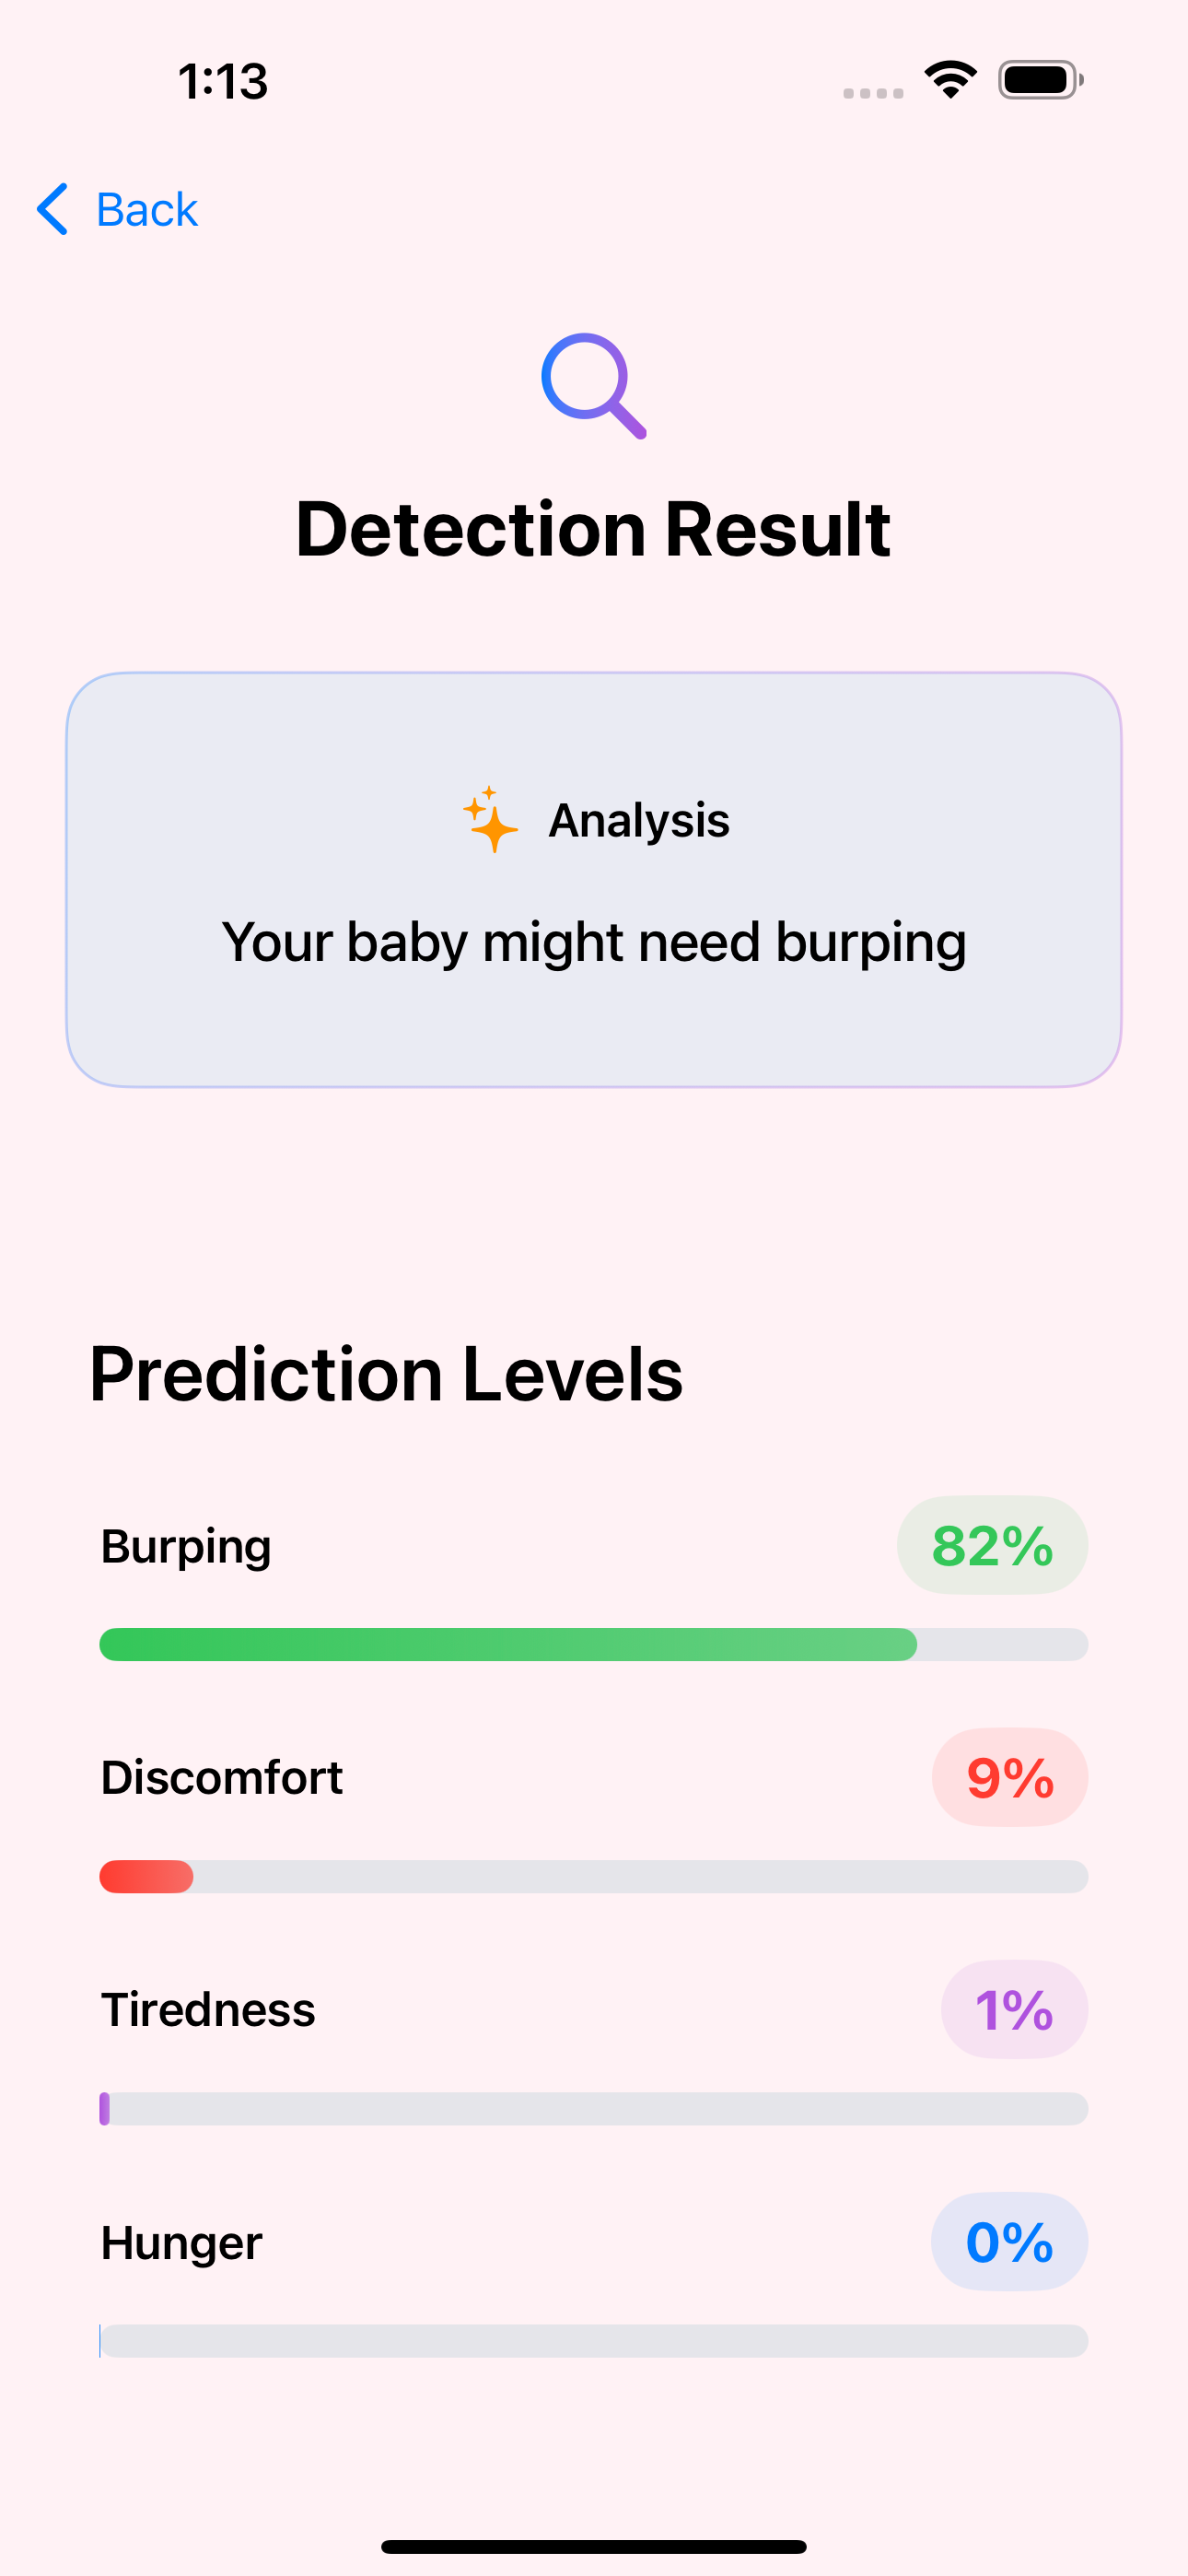 1:13
Back
Detection Result
Analysis
Your baby might need burping
Prediction Levels
Burping
82%
Discomfort
9%
Tiredness
1%
Hunger
0%